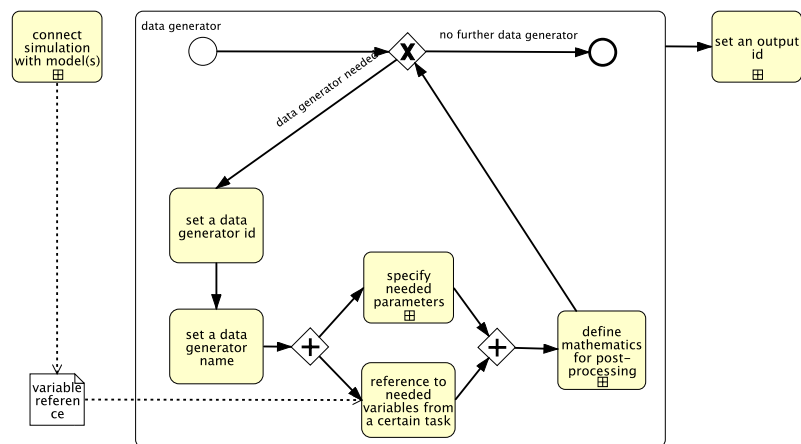 connect
simulation
with model(s)
data generator
no further data generator
set an output
id
data generator needed
set a data
generator id
specify
needed
parameters
set a data
generator
name
define
mathematics
for post-
processing
variable
referen
ce
reference to
needed
variables from
a certain task